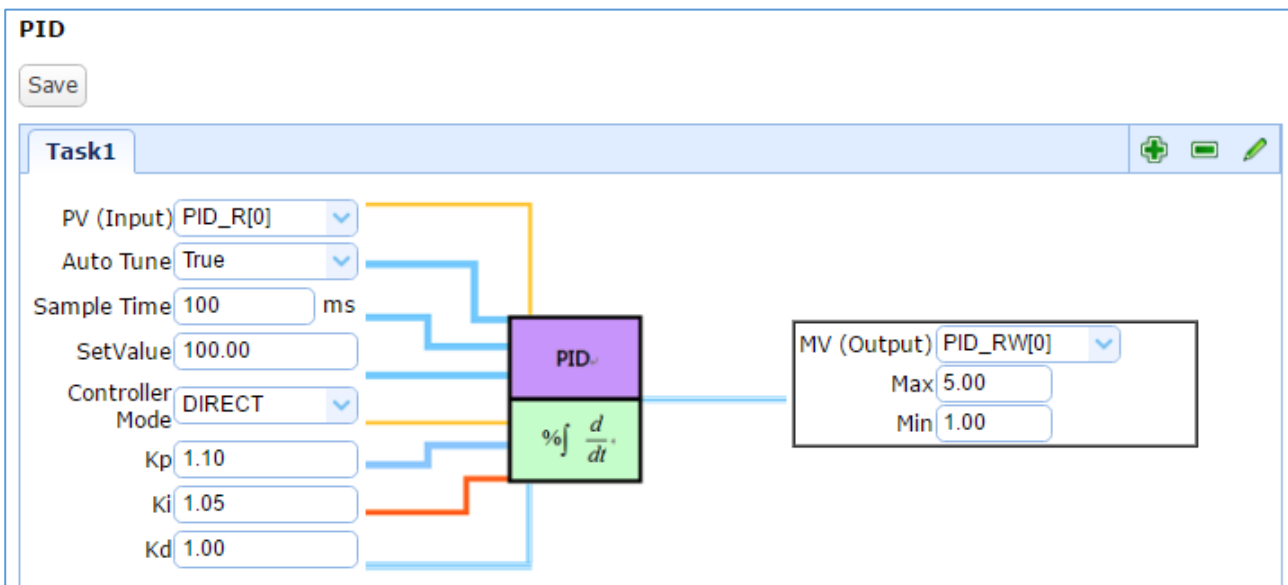 PID
Save
Task1
PV (Input) PID_R[0]
Auto Tune True
Sample Time 100 ms
SetValue 100.00
Controller
Mode DIRECT
Kp 1.10
Ki 1.05
Kd 1.00
PID
%∫ d/dt
MV (Output) PID_RW[0]
Max 5.00
Min 1.00